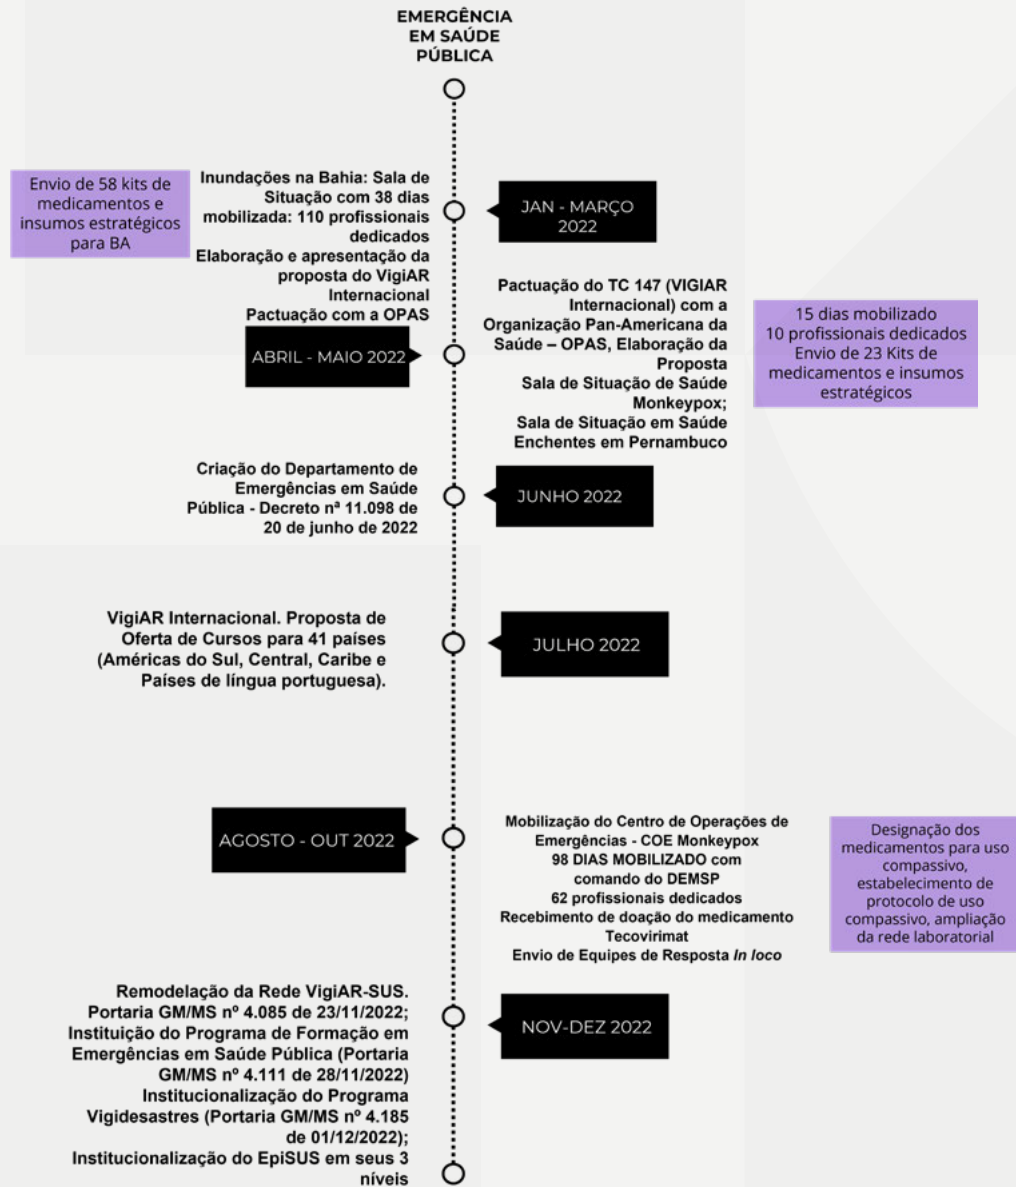 EMERGÊNCIA
EM SAÚDE
PÚBLICA
Envio de 58 kits de
medicamentos e
insumos estratégicos
para BA
Inundações na Bahia: Sala de
Situação com 38 dias
mobilizada: 110 profissionais
dedicados
Elaboração e apresentação da
proposta do VigiAR
Internacional
Pactuação com a OPAS
JAN - MARÇO
2022
ABRIL - MAIO 2022
Pactuação do TC 147 (VIGIAR
Internacional) com a
Organização Pan-Americana da
Saúde – OPAS, Elaboração da
Proposta
Sala de Situação de Saúde
Monkeypox;
Sala de Situação em Saúde
Enchentes em Pernambuco
15 dias mobilizado
10 profissionais dedicados
Envio de 23 Kits de
medicamentos e insumos
estratégicos
Criação do Departamento de
Emergências em Saúde
Pública - Decreto nª 11.098 de
20 de junho de 2022
JUNHO 2022
VigiAR Internacional. Proposta de
Oferta de Cursos para 41 países
(Américas do Sul, Central, Caribe e
Países de língua portuguesa).
JULHO 2022
AGOSTO - OUT 2022
Mobilização do Centro de Operações de
Emergências - COE Monkeypox
98 DIAS MOBILIZADO com
comando do DEMSP
62 profissionais dedicados
Recebimento de doação do medicamento
Tecovirimat
Envio de Equipes de Resposta In loco
Designação dos
medicamentos para uso
compassivo,
estabelecimento de
protocolo de uso
compassivo, ampliação
da rede laboratorial
Remodelação da Rede VigiAR-SUS.
Portaria GM/MS nº 4.085 de 23/11/2022;
Instituição do Programa de Formação em
Emergências em Saúde Pública (Portaria
GM/MS nº 4.111 de 28/11/2022)
Institucionalização do Programa
Vigidesastres (Portaria GM/MS nº 4.185
de 01/12/2022);
Institucionalização do EpiSUS em seus 3
níveis
NOV-DEZ 2022